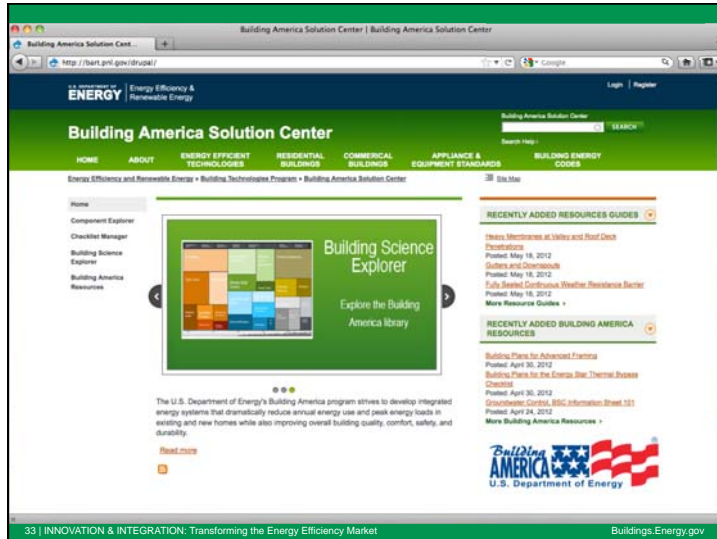 Building America Solution Center | Building America Solution Center
Building America Solution Cent...
http://bart.pnl.gov/drupal/
Google
U.S. DEPARTMENT OF
ENERGY
Energy Efficiency &
Renewable Energy
Login | Register
Building America Solution Center
Building America Solution Center
SEARCH
Search Help ›
HOME
ABOUT
ENERGY EFFICIENT
TECHNOLOGIES
RESIDENTIAL
BUILDINGS
COMMERICAL
BUILDINGS
APPLIANCE &
EQUIPMENT STANDARDS
BUILDING ENERGY
CODES
Energy Efficiency and Renewable Energy » Building Technologies Program » Building America Solution Center
Site Map
Home
Component Explorer
Checklist Manager
Building Science
Explorer
Building America
Resources
Building Science
Explorer
Explore the Building
America library
The U.S. Department of Energy's Building America program strives to develop integrated
energy systems that dramatically reduce annual energy use and peak energy loads in
existing and new homes while also improving overall building quality, comfort, safety, and
durability.
Read more
RECENTLY ADDED RESOURCES GUIDES
Heavy Membranes at Valley and Roof Deck
Penetrations
Posted: May 18, 2012
Gutters and Downspouts
Posted: May 18, 2012
Fully Sealed Continuous Weather Resistance Barrier
Posted: May 18, 2012
More Resource Guides ›
RECENTLY ADDED BUILDING AMERICA
RESOURCES
Building Plans for Advanced Framing
Posted: April 30, 2012
Building Plans for the Energy Star Thermal Bypass
Checklist
Posted: April 30, 2012
Groundwater Control, BSC Information Sheet 101
Posted: April 24, 2012
More Building America Resources ›
Building
AMERICA
U.S. Department of Energy
33 | INNOVATION & INTEGRATION: Transforming the Energy Efficiency Market
Buildings.Energy.gov